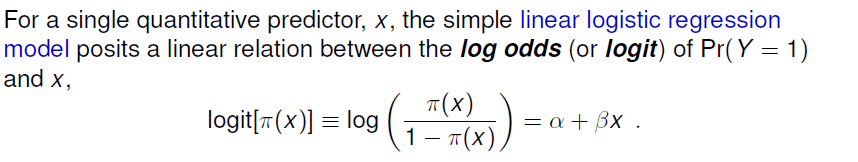 For a single quantitative predictor, x, the simple linear logistic regression
model posits a linear relation between the log odds (or logit) of Pr(Y = 1)
and x,
logit[π(x)] ≡ log ( π(x) / 1 − π(x) ) = α + βx .